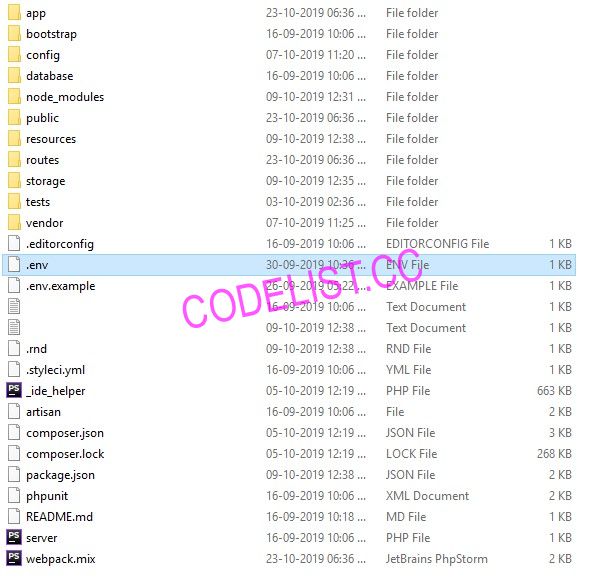 app 23-10-2019 06:36 ... File folder
bootstrap 16-09-2019 10:06 ... File folder
config 07-10-2019 11:20 ... File folder
database 16-09-2019 10:06 ... File folder
node_modules 09-10-2019 12:31 ... File folder
public 23-10-2019 06:36 ... File folder
resources 09-10-2019 12:38 ... File folder
routes 23-10-2019 06:36 ... File folder
storage 09-10-2019 12:35 ... File folder
tests 03-10-2019 02:36 ... File folder
vendor 07-10-2019 11:25 ... File folder
.editorconfig 16-09-2019 10:06 ... EDITORCONFIG File 1 KB
.env 30-09-2019 10:36 ... ENV File 1 KB
.env.example 26-09-2019 05:22 ... EXAMPLE File 1 KB
CODELIST.CC
16-09-2019 10:06 ... Text Document 1 KB
09-10-2019 12:38 ... Text Document 1 KB
.rnd 09-10-2019 12:38 ... RND File 1 KB
.styleci.yml 16-09-2019 10:06 ... YML File 1 KB
PS _ide_helper 05-10-2019 12:19 ... PHP File 663 KB
artisan 16-09-2019 10:06 ... File 2 KB
composer.json 05-10-2019 12:19 ... JSON File 3 KB
composer.lock 05-10-2019 12:19 ... LOCK File 268 KB
package.json 09-10-2019 12:38 ... JSON File 2 KB
phpunit 16-09-2019 10:06 ... XML Document 2 KB
README.md 16-09-2019 10:18 ... MD File 1 KB
PS server 16-09-2019 10:06 ... PHP File 1 KB
PS webpack.mix 23-10-2019 06:36 ... JetBrains PhpStorm 2 KB